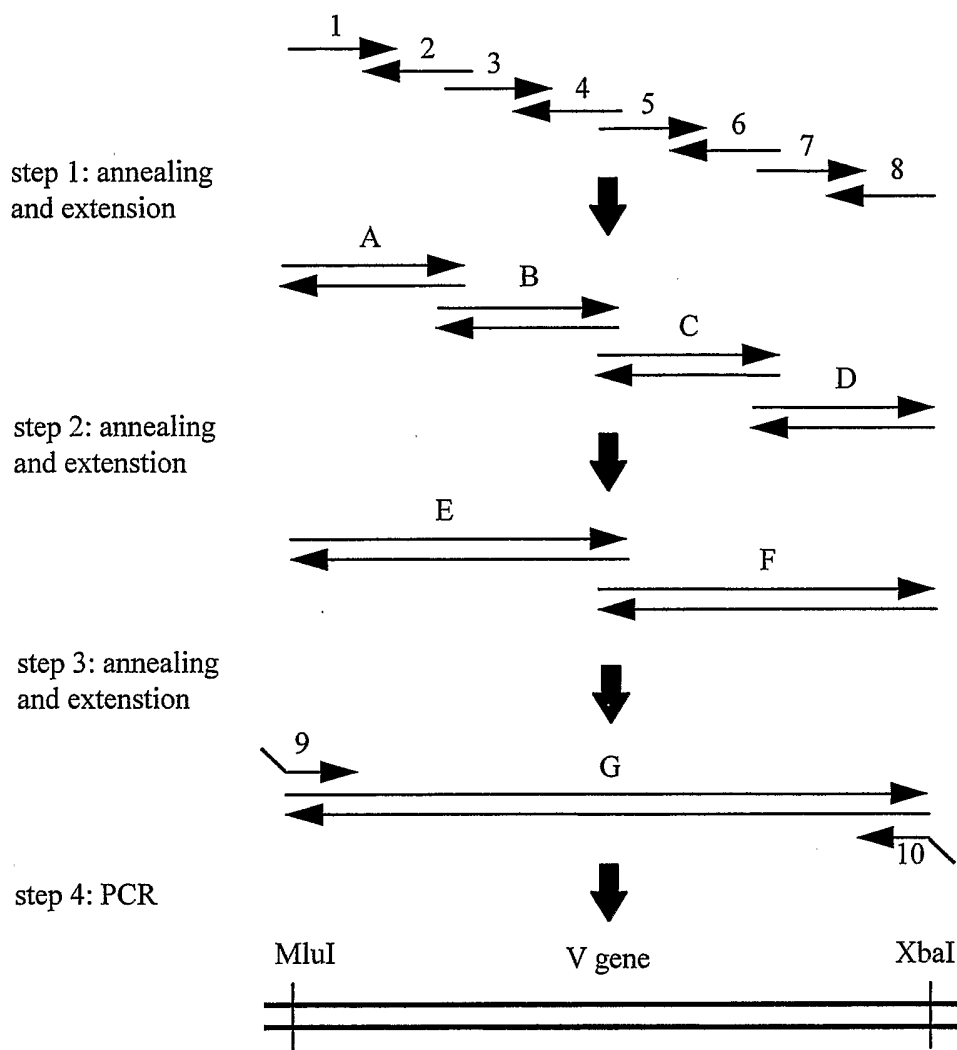 1
2
3
4
5
6
7
8
step 1: annealing
and extension
A
B
C
D
step 2: annealing
and extenstion
E
F
step 3: annealing
and extenstion
9
G
10
step 4: PCR
MluI
V gene
XbaI